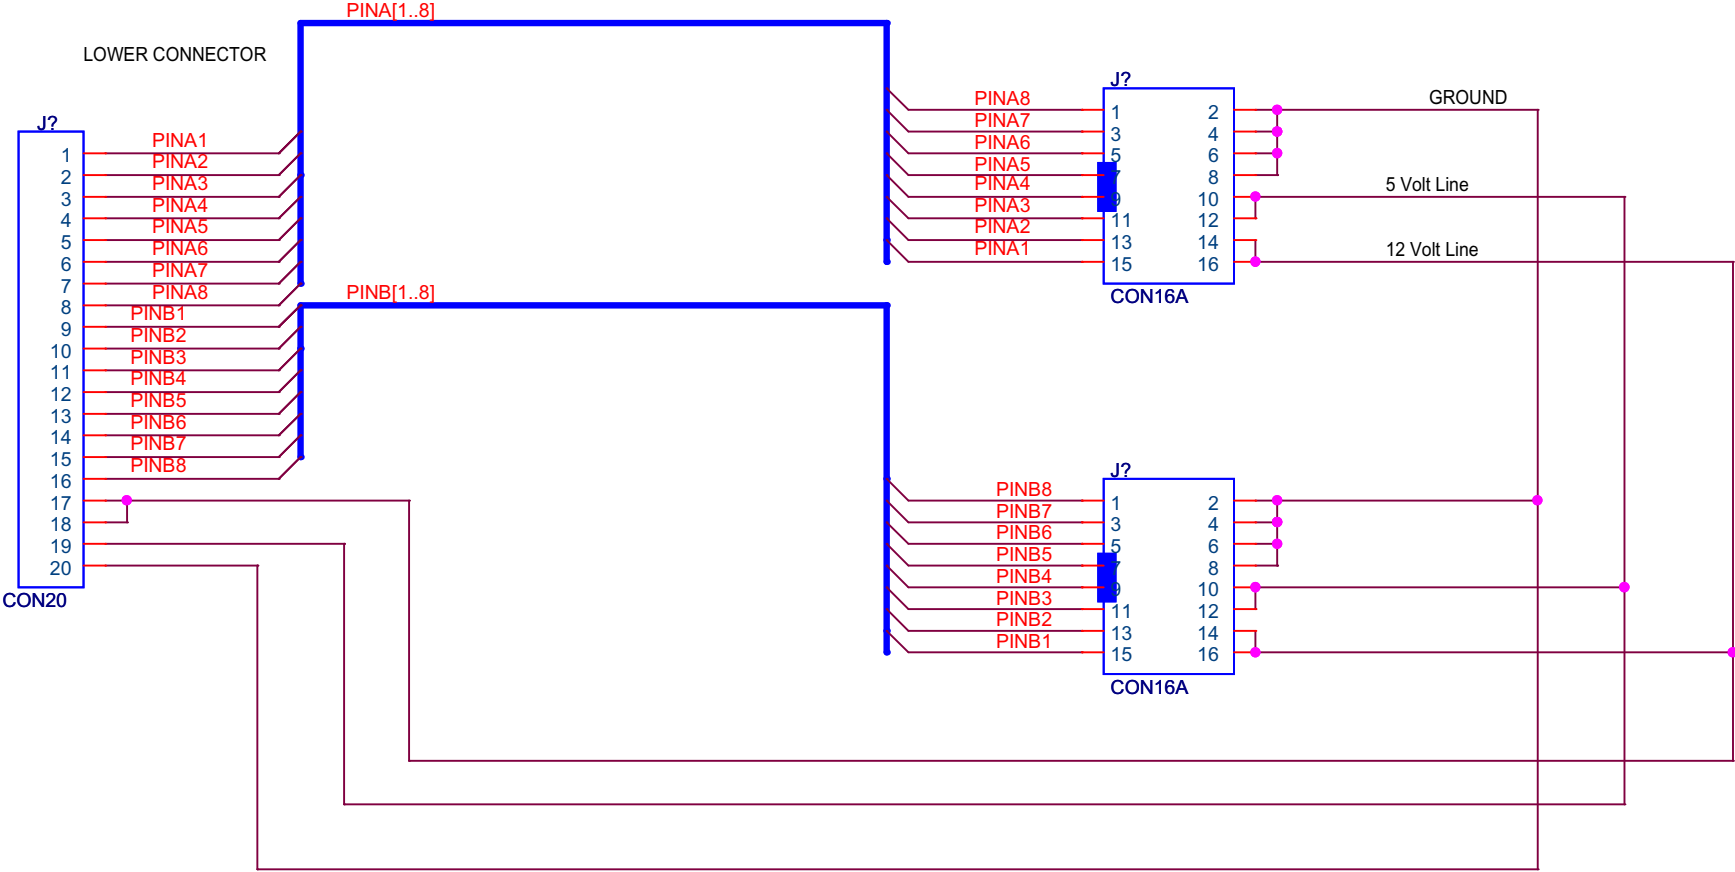 PINA[1..8]
LOWER CONNECTOR
J?
1 PINA1
2 PINA2
3 PINA3
4 PINA4
5 PINA5
6 PINA6
7 PINA7
8 PINA8
9 PINB1
10 PINB2
11 PINB3
12 PINB4
13 PINB5
14 PINB6
15 PINB7
16 PINB8
17
18
19
20
CON20
PINB[1..8]
J?
PINA8 1 2
PINA7 3 4
PINA6 5 6
PINA5 7 8
PINA4 9 10
PINA3 11 12
PINA2 13 14
PINA1 15 16
CON16A
GROUND
5 Volt Line
12 Volt Line
J?
PINB8 1 2
PINB7 3 4
PINB6 5 6
PINB5 7 8
PINB4 9 10
PINB3 11 12
PINB2 13 14
PINB1 15 16
CON16A